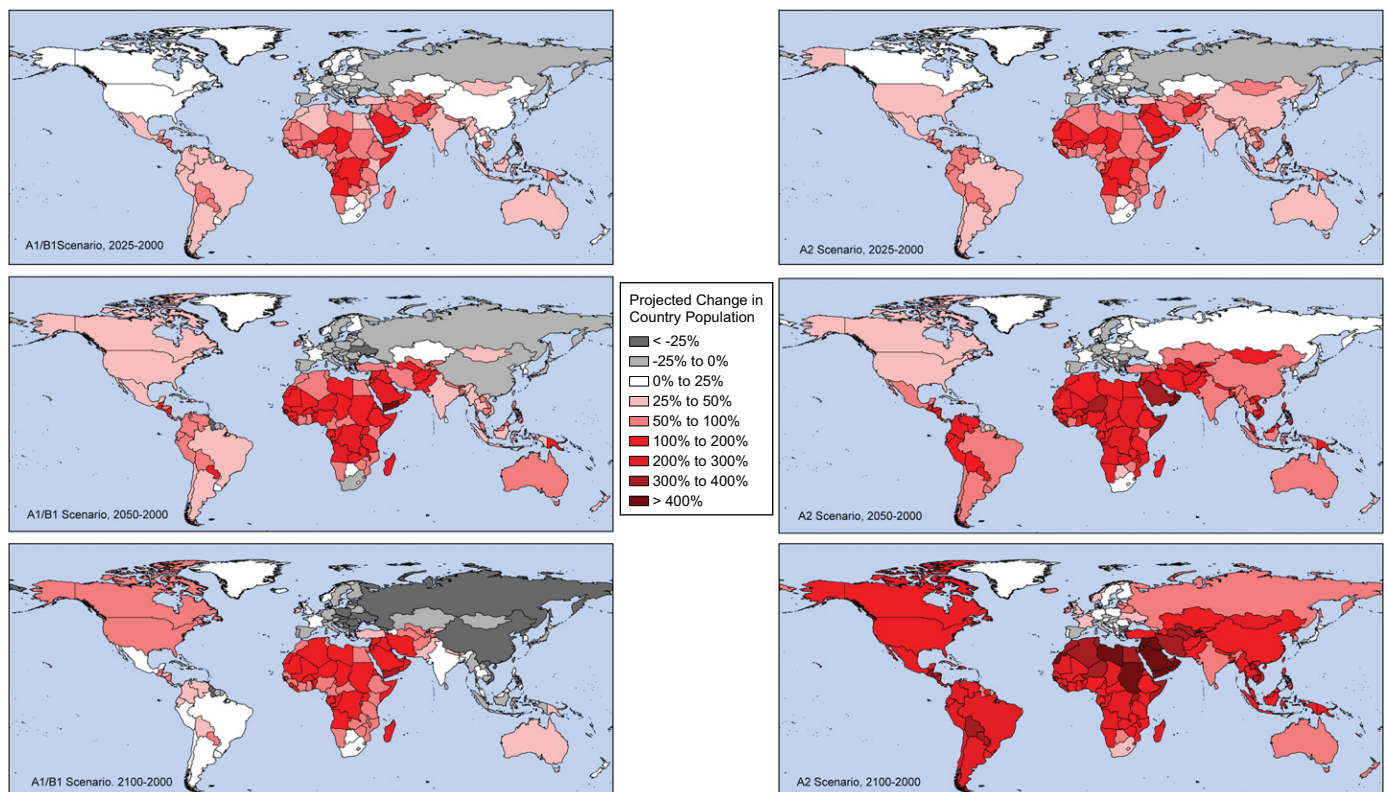 A1/B1Scenario, 2025-2000
A2 Scenario, 2025-2000
A1/B1 Scenario, 2050-2000
Projected Change in
Country Population
< -25%
-25% to 0%
0% to 25%
25% to 50%
50% to 100%
100% to 200%
200% to 300%
300% to 400%
> 400%
A2 Scenario, 2050-2000
A1/B1 Scenario. 2100-2000
A2 Scenario, 2100-2000